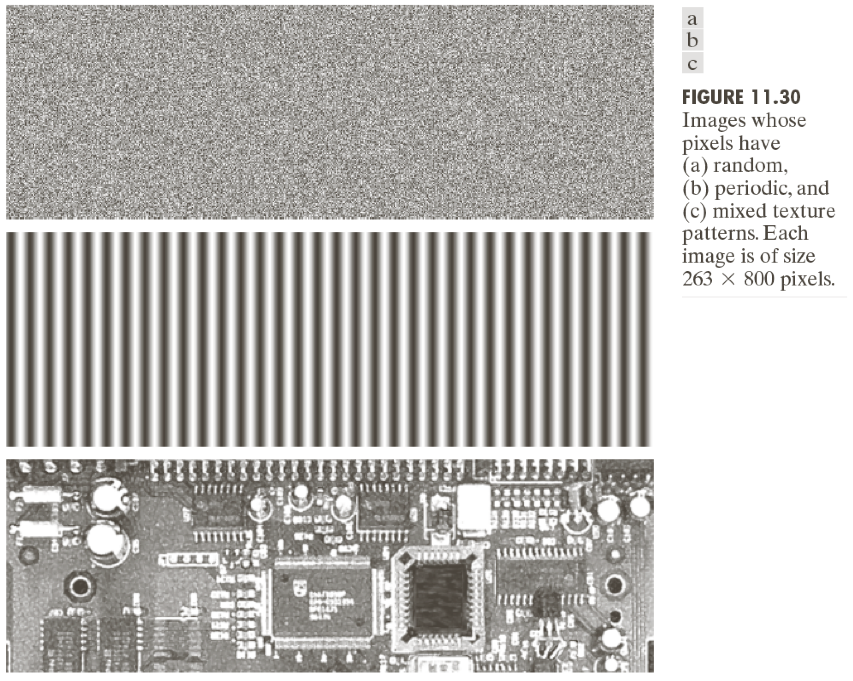 a
b
c
FIGURE 11.30
Images whose
pixels have
(a) random,
(b) periodic, and
(c) mixed texture
patterns. Each
image is of size
263 × 800 pixels.